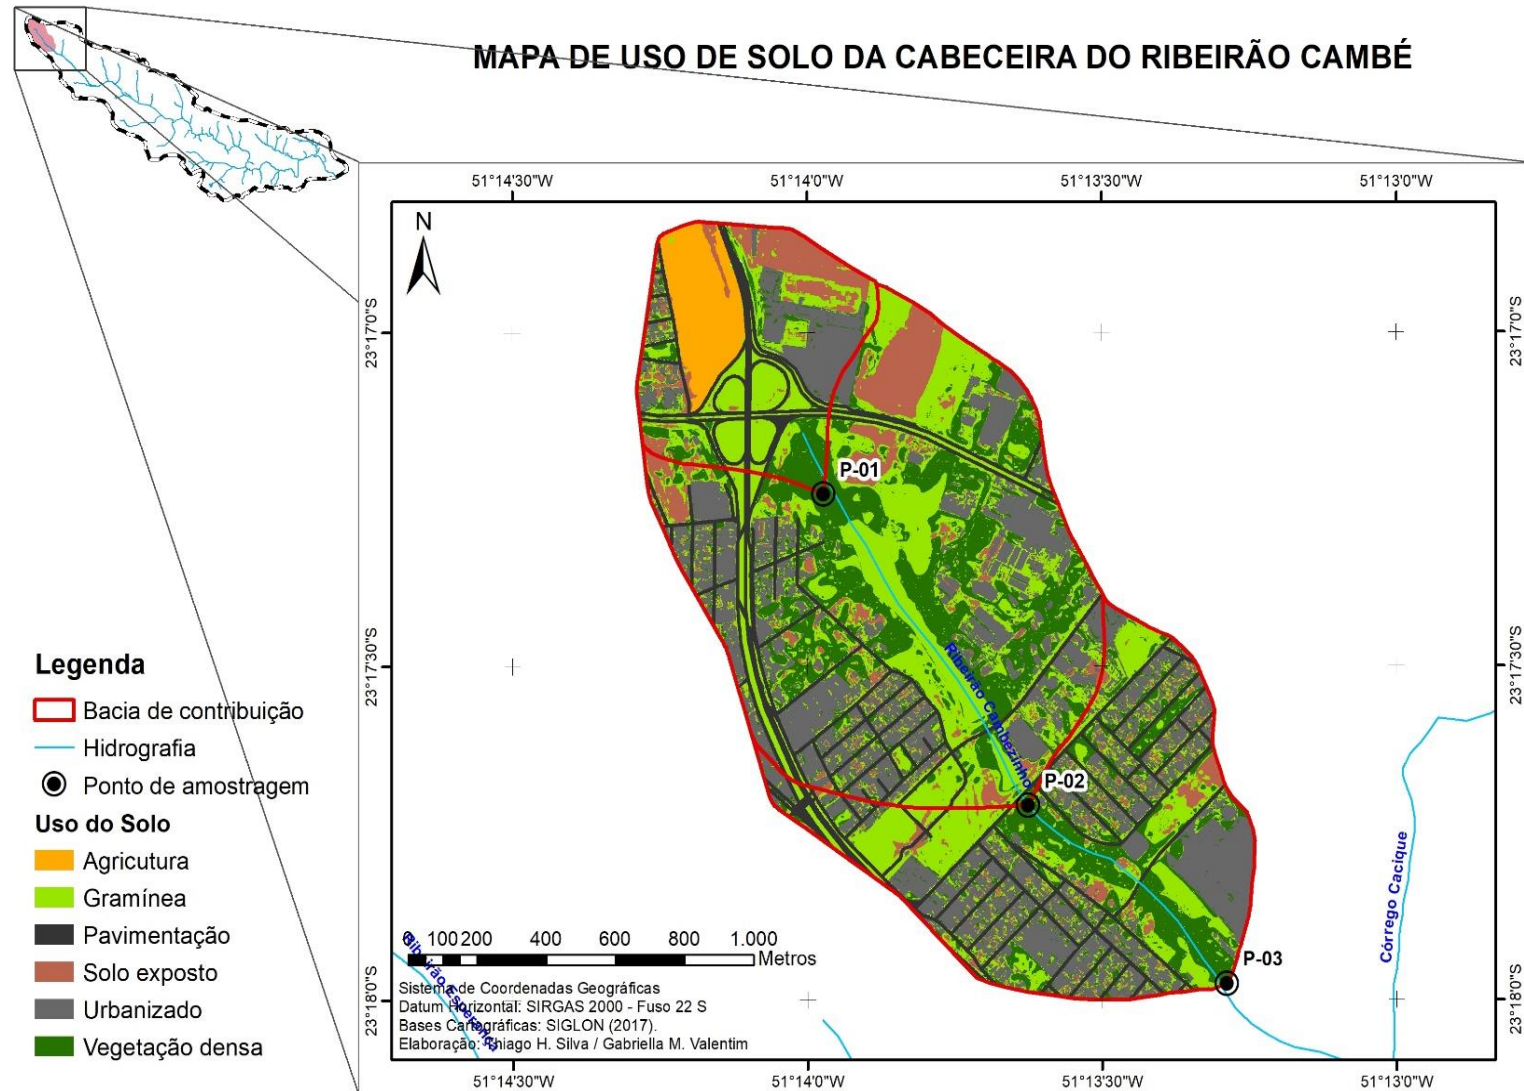 MAPA DE USO DE SOLO DA CABECEIRA DO RIBEIRÃO CAMBÉ
51°14'30"W 51°14'0"W 51°13'30"W 51°13'0"W
N
23°17'0"S 23°17'0"S
P-01
23°17'30"S 23°17'30"S
Ribeirão Cambezinho
P-02
Córrego Cacique
P-03
23°18'0"S 23°18'0"S
Legenda
Bacia de contribuição
Hidrografia
Ponto de amostragem
Uso do Solo
Agricutura
Gramínea
Pavimentação
Solo exposto
Urbanizado
Vegetação densa
0 100 200 400 600 800 1.000
Metros
Ribeirão Esperança
Sistema de Coordenadas Geográficas
Datum Horizontal: SIRGAS 2000 - Fuso 22 S
Bases Cartográficas: SIGLON (2017).
Elaboração: Thiago H. Silva / Gabriella M. Valentim
51°14'30"W 51°14'0"W 51°13'30"W 51°13'0"W